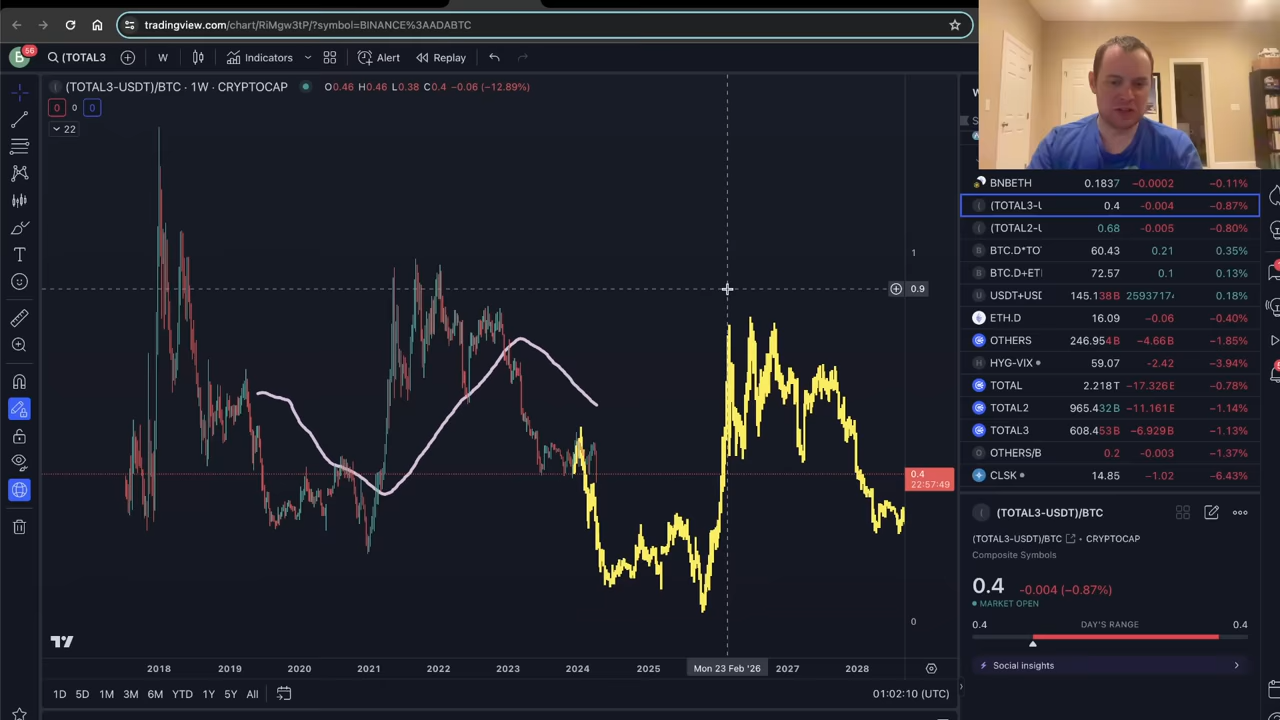 tradingview.com/chart/RiMgw3tP/?symbol=BINANCE%3AADABTC
B 56 (TOTAL3 W Indicators Alert Replay
(TOTAL3-USDT)/BTC · 1W · CRYPTOCAP O0.46 H0.46 L0.38 C0.4 −0.06 (−12.89%)
0 0 0
22
BNBETH 0.1837 −0.0002 −0.11%
(TOTAL3-U 0.4 −0.004 −0.87%
(TOTAL2-U 0.68 −0.005 −0.80%
BTC.D*TO 60.43 0.21 0.35%
BTC.D+ET 72.57 0.1 0.13%
USDT+USD 145.138B 25937174 0.18%
ETH.D 16.09 −0.06 −0.40%
OTHERS 246.954B −4.66B −1.85%
HYG-VIX 59.07 −2.42 −3.94%
TOTAL 2.218T −17.326B −0.78%
TOTAL2 965.432B −11.161B −1.14%
TOTAL3 608.453B −6.929B −1.13%
OTHERS/B 0.2 −0.003 −1.37%
CLSK 14.85 −1.02 −6.43%
1
0.9
0.4
22:57:49
0
(TOTAL3-USDT)/BTC
(TOTAL3-USDT)/BTC • CRYPTOCAP
Composite Symbols
0.4 −0.004 (−0.87%)
MARKET OPEN
0.4 DAY'S RANGE 0.4
Social insights
2018 2019 2020 2021 2022 2023 2024 2025 Mon 23 Feb '26 2027 2028
1D 5D 1M 3M 6M YTD 1Y 5Y All 01:02:10 (UTC)